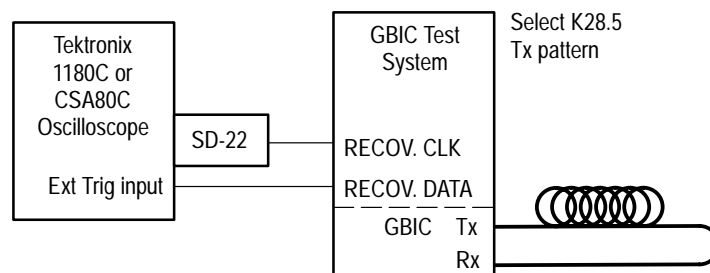 Tektronix
1180C or
CSA80C
Oscilloscope
Ext Trig input
SD-22
GBIC Test
System
RECOV. CLK
RECOV. DATA
GBIC Tx
Rx
Select K28.5
Tx pattern